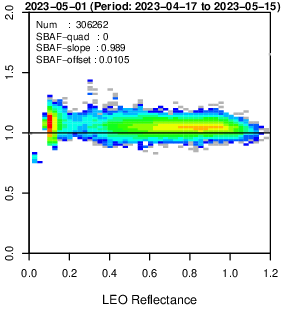 2023-05-01 (Period: 2023-04-17 to 2023-05-15)
Num : 306262
SBAF-quad : 0
SBAF-slope : 0.989
SBAF-offset : 0.0105
2.0
1.5
1.0
0.5
0.0
0.0 0.2 0.4 0.6 0.8 1.0 1.2
LEO Reflectance